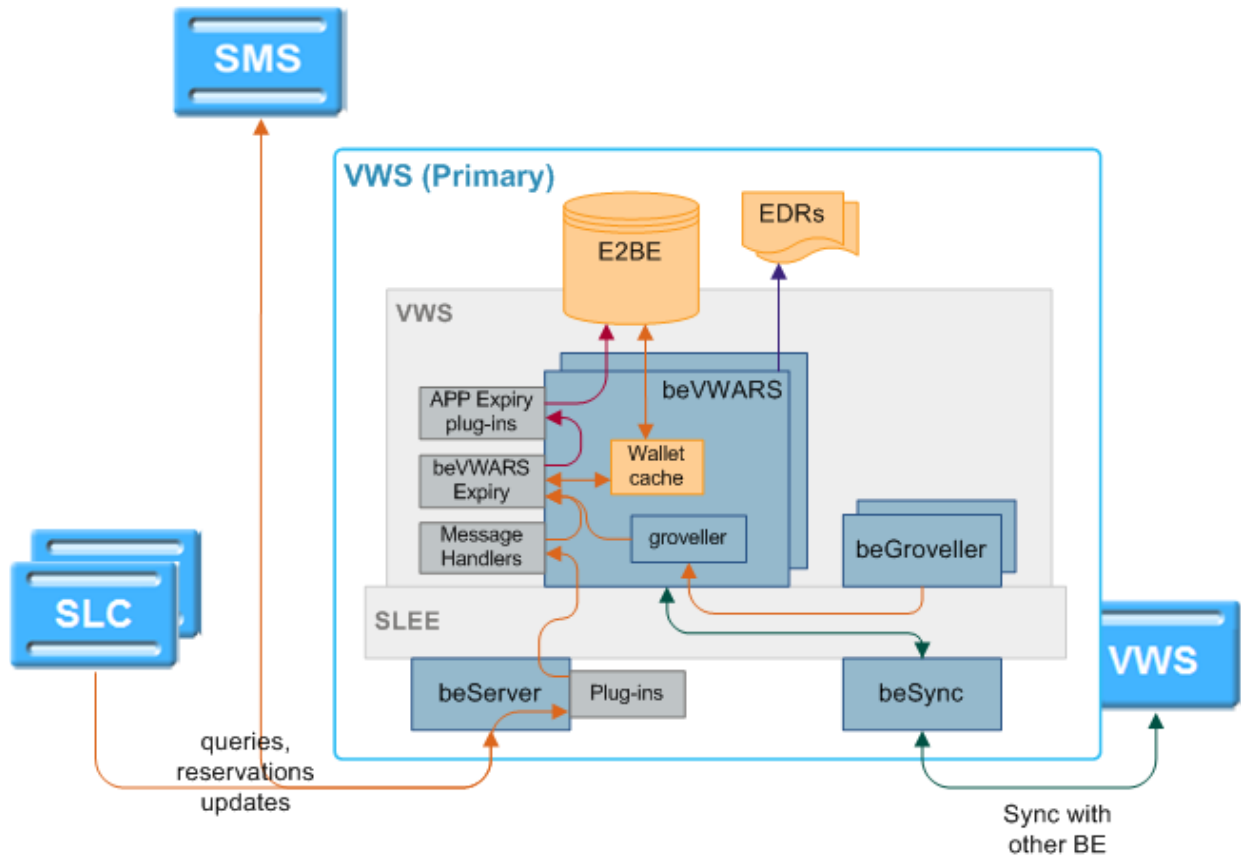 SMS
VWS (Primary)
E2BE
EDRs
VWS
beVWARS
APP Expiry
plug-ins
Wallet
cache
beVWARS
Expiry
Message
Handlers
groveller
beGroveller
SLC
SLEE
VWS
beServer
Plug-ins
beSync
queries,
reservations
updates
Sync with
other BE